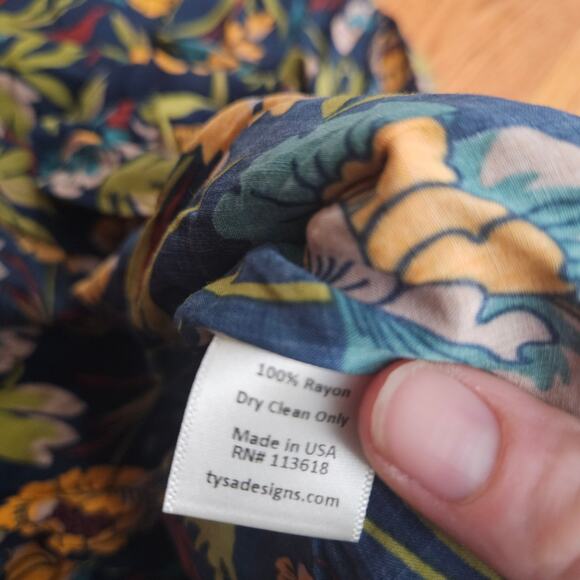 100% Rayon
Dry Clean Only
Made in USA
RN# 113618
tysadesigns.com